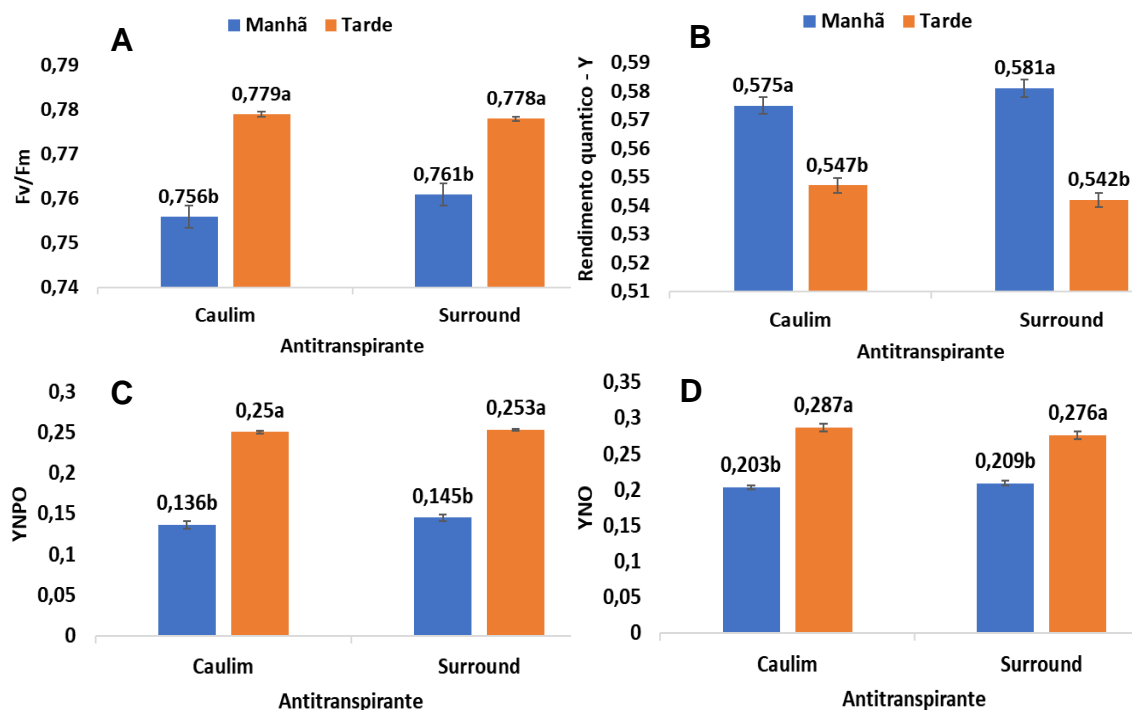 A
Manhã Tarde
0,79
0,78
0,77
0,76
0,75
0,74
Fv/Fm
0,756b
0,779a
0,761b
0,778a
Caulim Surround
Antitranspirante
B
Manhã Tarde
0,59
0,58
0,57
0,56
0,55
0,54
0,53
0,52
0,51
Rendimento quantico - Y
0,575a
0,547b
0,581a
0,542b
Caulim Surround
Antitranspirante
C
0,3
0,25
0,2
0,15
0,1
0,05
0
YNPO
0,136b
0,25a
0,145b
0,253a
Caulim Surround
Antitranspirante
D
0,35
0,3
0,25
0,2
0,15
0,1
0,05
0
YNO
0,203b
0,287a
0,209b
0,276a
Caulim Surround
Antitranspirante